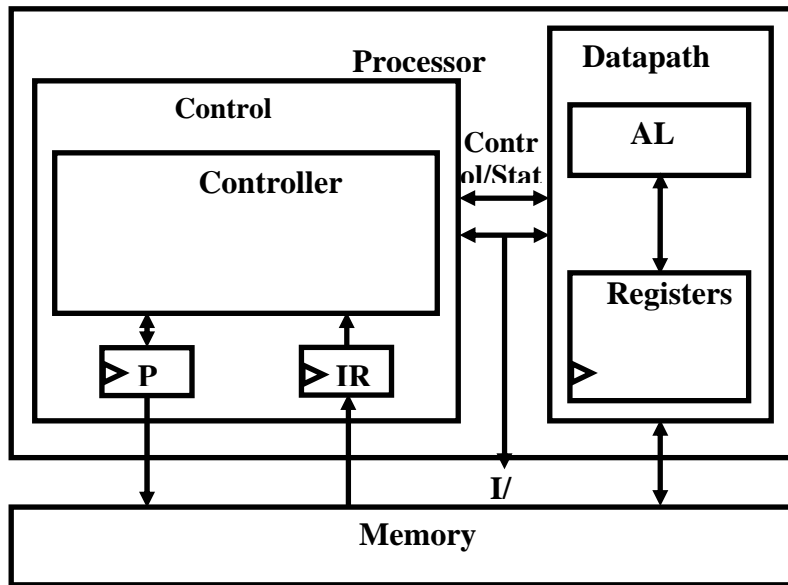 Processor
Control
Controller
P
IR
Contr
ol/Stat
Datapath
AL
Registers
I/
Memory